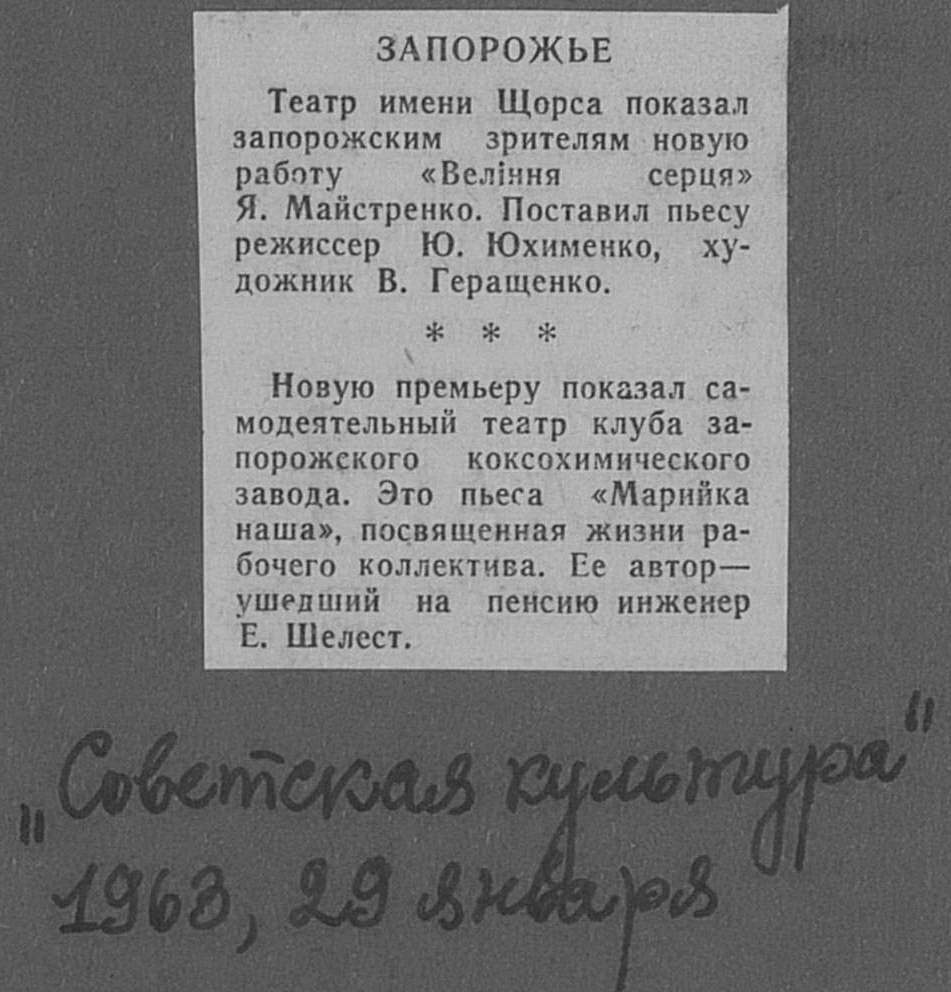 ЗАПОРОЖЬЕ
Театр имени Щорса показал
запорожским зрителям новую
работу «Веління серця»
Я. Майстренко. Поставил пьесу
режиссер Ю. Юхименко, ху-
дожник В. Геращенко.
* * *
Новую премьеру показал са-
модеятельный театр клуба за-
порожского коксохимического
завода. Это пьеса «Марийка
наша», посвященная жизни ра-
бочего коллектива. Ее автор—
ушедший на пенсию инженер
Е. Шелест.
„Советская культура"
1963, 29 января